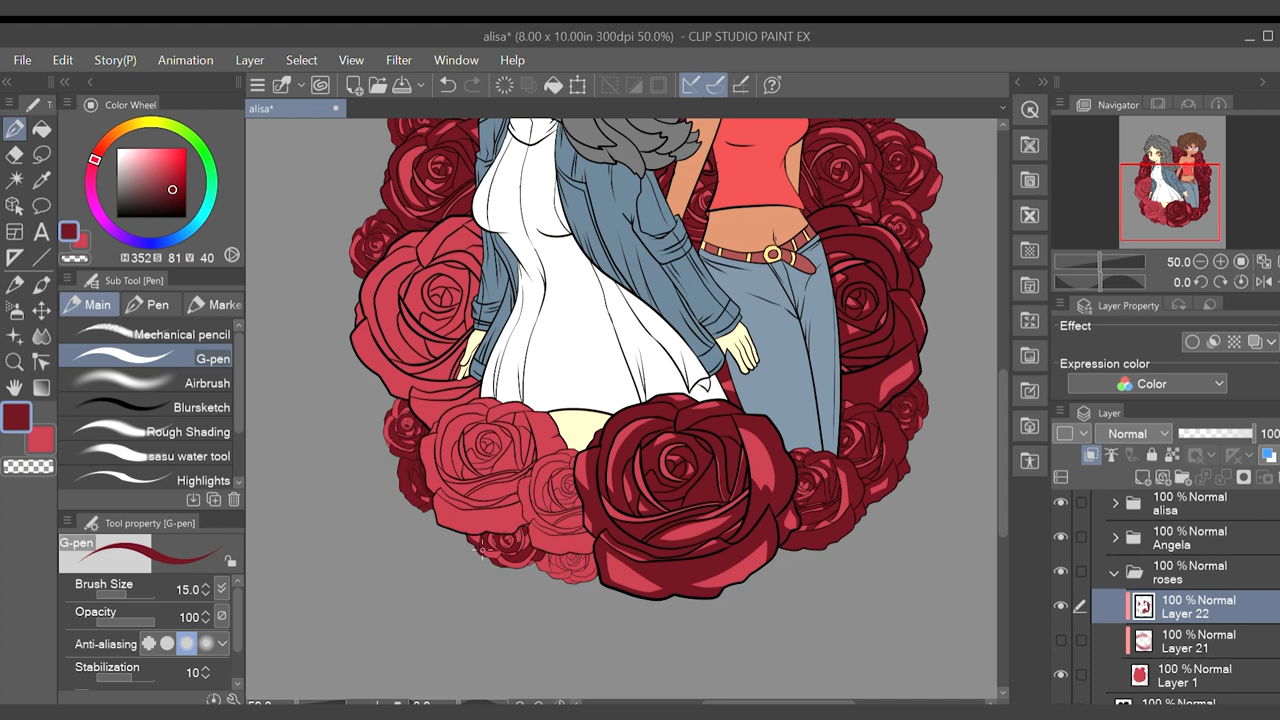 alisa* (8.00 x 10.00in 300dpi 50.0%) - CLIP STUDIO PAINT EX
File Edit Story(P) Animation Layer Select View Filter Window Help
T
Color Wheel
alisa*
Navigator
H 352 S 81 V 40
50.0
0.0
Sub Tool [Pen]
Main Pen Marke
Layer Property
Effect
Mechanical pencil
G-pen
Airbrush
Blursketch
Rough Shading
sasu water tool
Highlights
Expression color
Color
Layer
Normal 100
100 % Normal
alisa
100 % Normal
Angela
100 % Normal
roses
100 % Normal
Layer 22
100 % Normal
Layer 21
100 % Normal
Layer 1
Tool property [G-pen]
G-pen
Brush Size 15.0
Opacity 100
Anti-aliasing
Stabilization 10